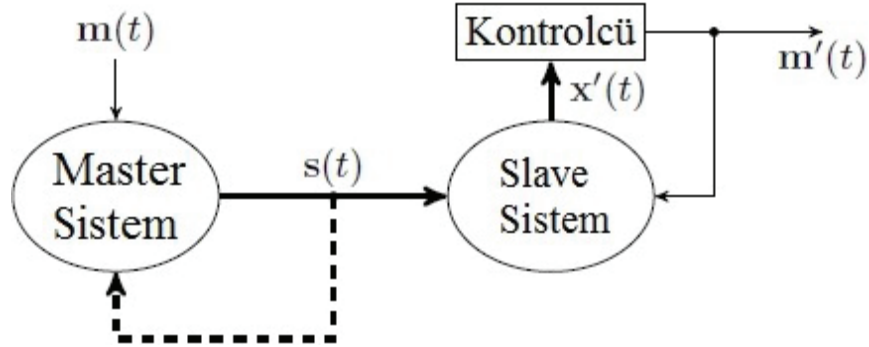 m(t)
Kontrolcü
m′(t)
x′(t)
Master
Sistem
s(t)
Slave
Sistem